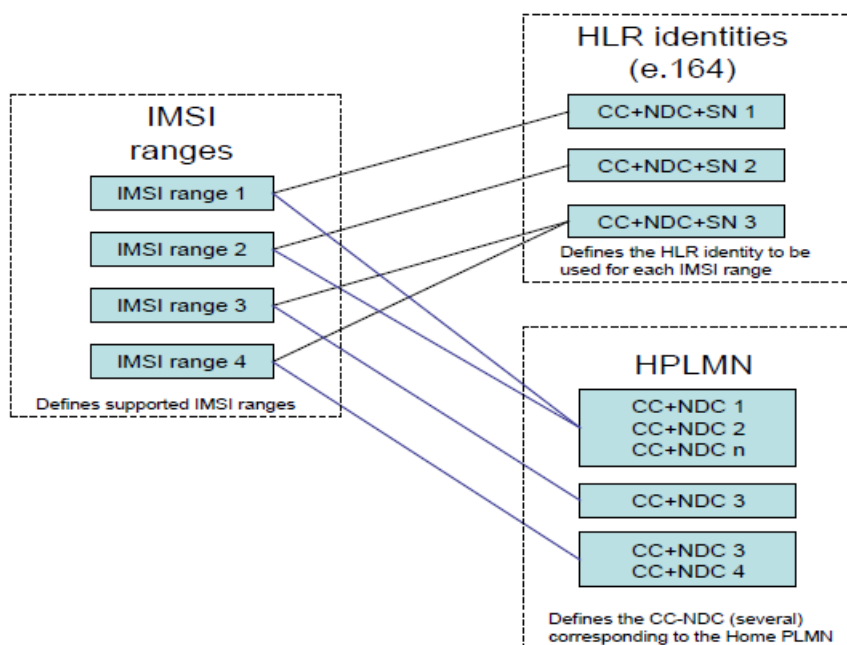 IMSI
ranges
IMSI range 1
IMSI range 2
IMSI range 3
IMSI range 4
Defines supported IMSI ranges
HLR identities
(e.164)
CC+NDC+SN 1
CC+NDC+SN 2
CC+NDC+SN 3
Defines the HLR identity to be
used for each IMSI range
HPLMN
CC+NDC 1
CC+NDC 2
CC+NDC n
CC+NDC 3
CC+NDC 3
CC+NDC 4
Defines the CC-NDC (several)
corresponding to the Home PLMN